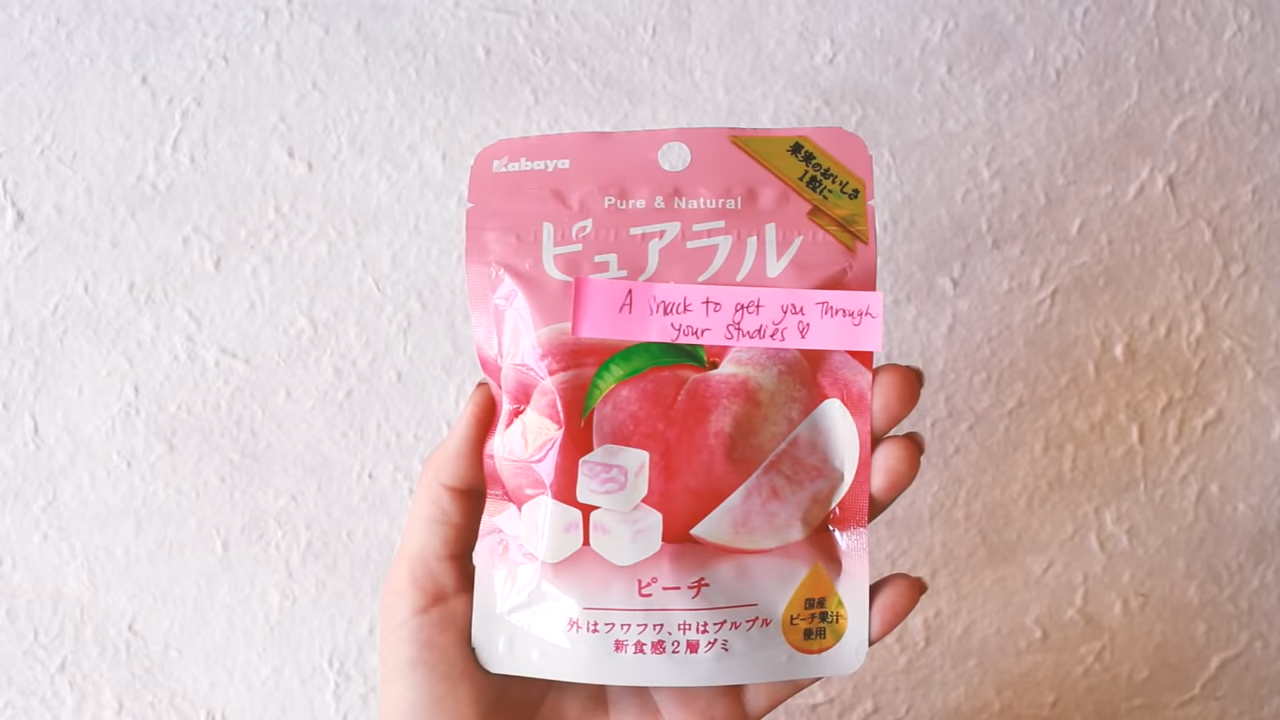 Kabaya
果実のおいしさ
1粒に
Pure & Natural
ピュアラル
A snack to get you Through
your studies ♡
ピーチ
外はフワフワ、中はプルプル
新食感2層グミ
国産
ピーチ果汁
使用